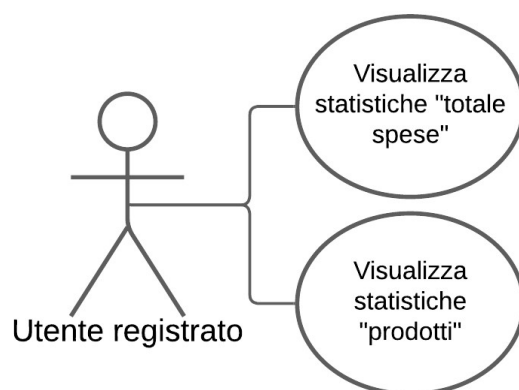 Visualizza
statistiche "totale
spese"
Visualizza
statistiche
"prodotti"
Utente registrato